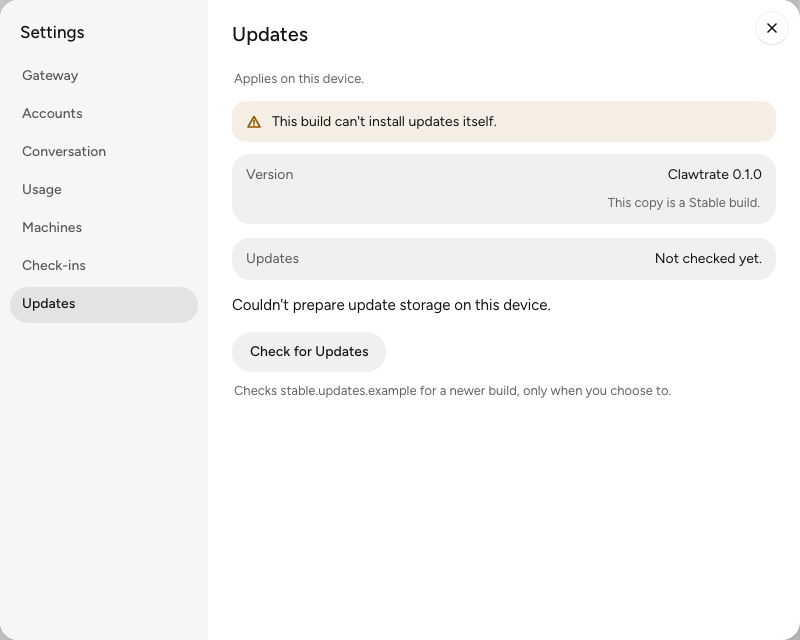 Settings
Gateway
Accounts
Conversation
Usage
Machines
Check-ins
Updates
Updates
Applies on this device.
This build can't install updates itself.
Version
Clawtrate 0.1.0
This copy is a Stable build.
Updates
Not checked yet.
Couldn't prepare update storage on this device.
Check for Updates
Checks stable.updates.example for a newer build, only when you choose to.